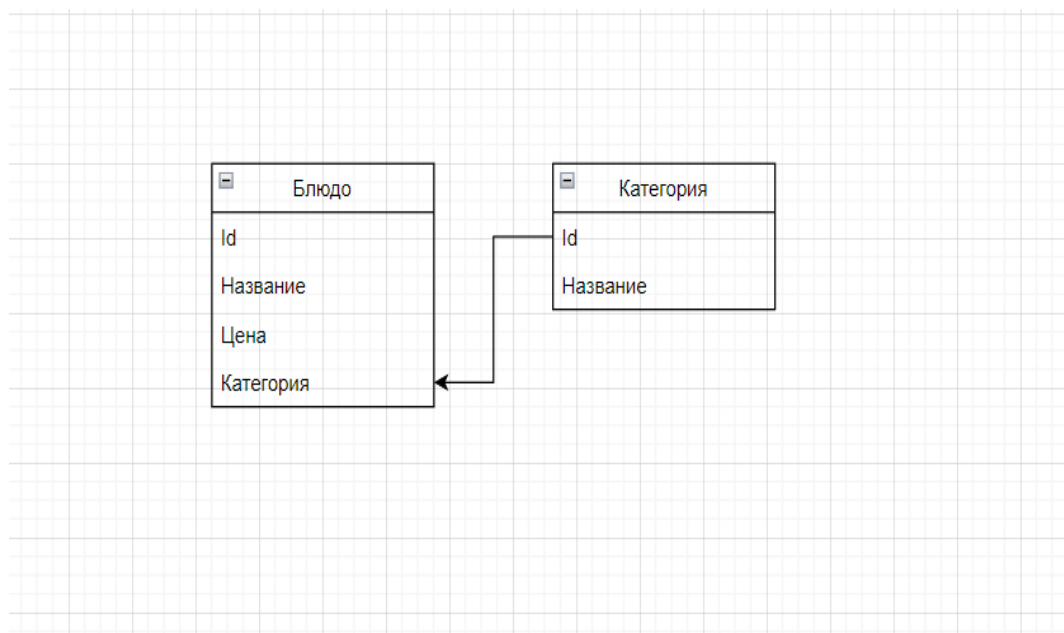 Блюдо
Id
Название
Цена
Категория
Категория
Id
Название